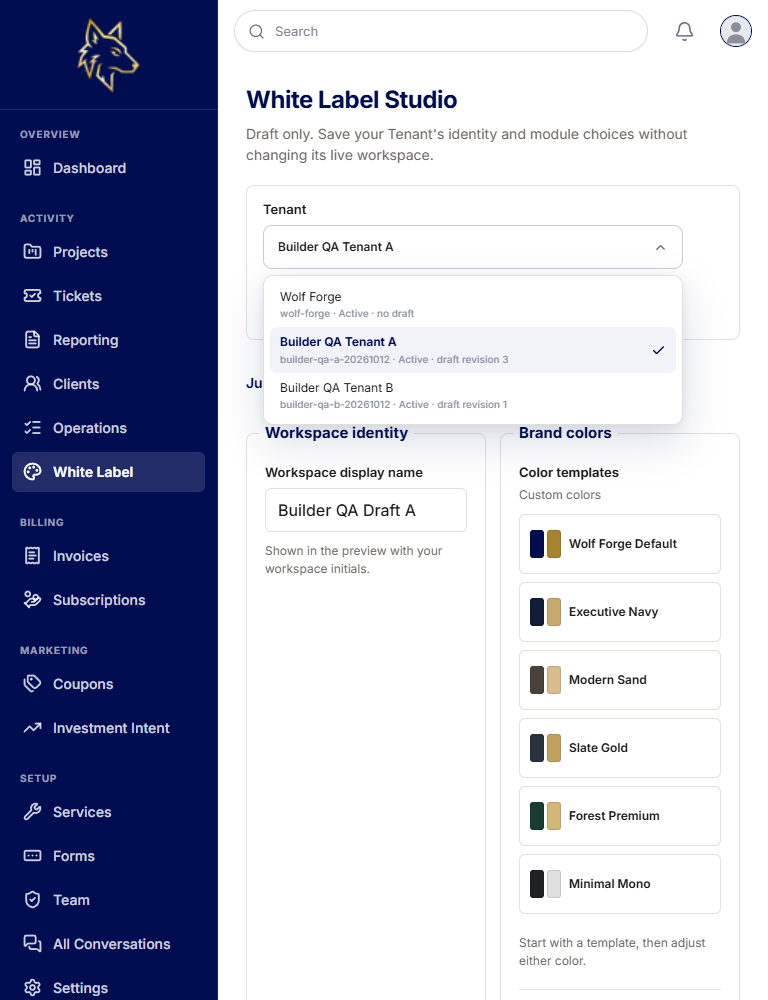 OVERVIEW
Dashboard
ACTIVITY
Projects
Tickets
Reporting
Clients
Operations
White Label
BILLING
Invoices
Subscriptions
MARKETING
Coupons
Investment Intent
SETUP
Services
Forms
Team
All Conversations
Settings
Search
White Label Studio
Draft only. Save your Tenant's identity and module choices without
changing its live workspace.
Tenant
Builder QA Tenant A
Wolf Forge
wolf-forge · Active · no draft
Builder QA Tenant A
builder-qa-a-20261012 · Active · draft revision 3
Builder QA Tenant B
builder-qa-b-20261012 · Active · draft revision 1
Ju
Workspace identity
Workspace display name
Builder QA Draft A
Shown in the preview with your
workspace initials.
Brand colors
Color templates
Custom colors
Wolf Forge Default
Executive Navy
Modern Sand
Slate Gold
Forest Premium
Minimal Mono
Start with a template, then adjust
either color.